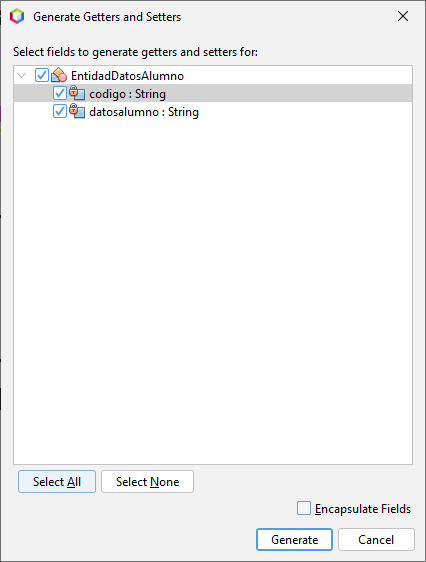 Generate Getters and Setters
Select fields to generate getters and setters for:
EntidadDatosAlumno
codigo : String
datosalumno : String
Select All
Select None
Encapsulate Fields
Generate
Cancel